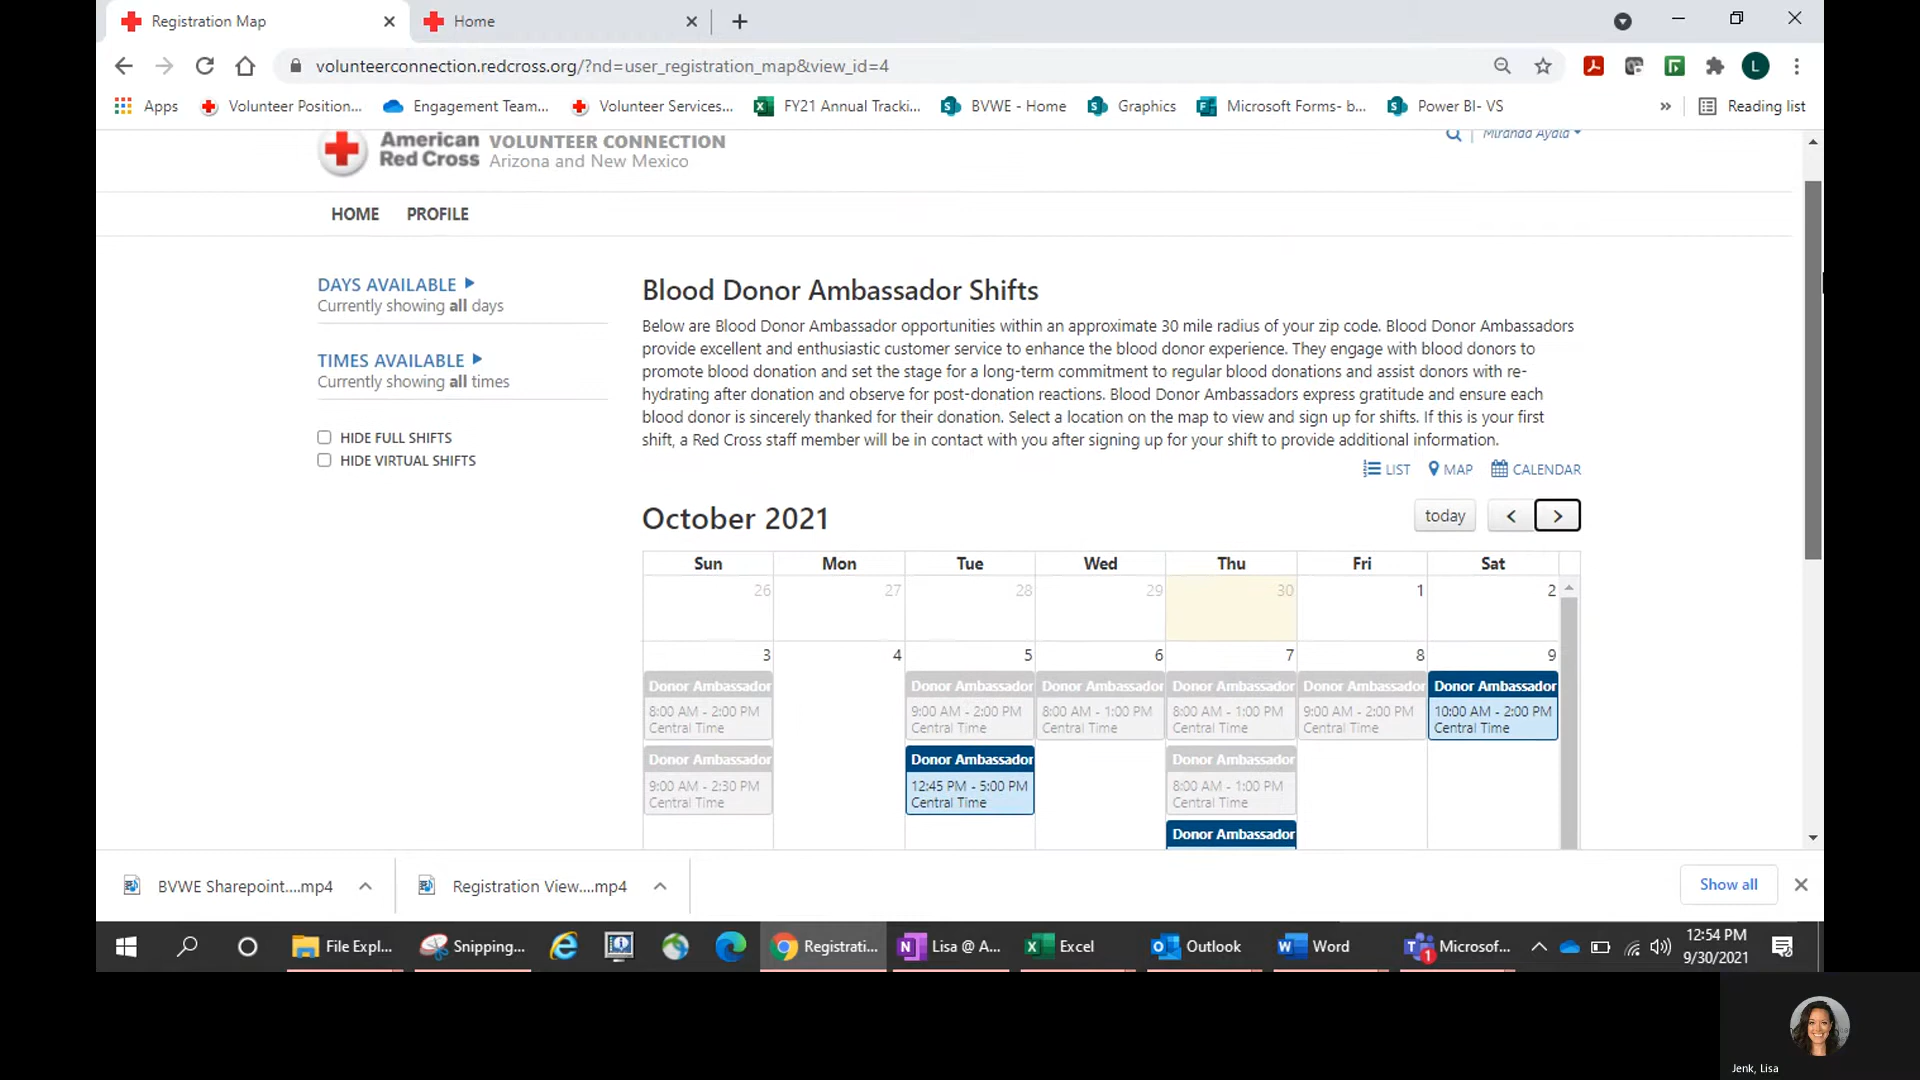 Registration Map
Home
volunteerconnection.redcross.org/?nd=user_registration_map&view_id=4
L
Apps
Volunteer Position...
Engagement Team...
Volunteer Services...
FY21 Annual Tracki...
BVWE - Home
Graphics
Microsoft Forms- b...
Power BI- VS
»
Reading list
American Red Cross
VOLUNTEER CONNECTION
Arizona and New Mexico
Miranda Ayala
HOME
PROFILE
DAYS AVAILABLE
Currently showing all days
TIMES AVAILABLE
Currently showing all times
HIDE FULL SHIFTS
HIDE VIRTUAL SHIFTS
Blood Donor Ambassador Shifts
Below are Blood Donor Ambassador opportunities within an approximate 30 mile radius of your zip code. Blood Donor Ambassadors
provide excellent and enthusiastic customer service to enhance the blood donor experience. They engage with blood donors to
promote blood donation and set the stage for a long-term commitment to regular blood donations and assist donors with re-
hydrating after donation and observe for post-donation reactions. Blood Donor Ambassadors express gratitude and ensure each
blood donor is sincerely thanked for their donation. Select a location on the map to view and sign up for shifts. If this is your first
shift, a Red Cross staff member will be in contact with you after signing up for your shift to provide additional information.
LIST
MAP
CALENDAR
October 2021
today
Sun Mon Tue Wed Thu Fri Sat
26 27 28 29 30 1 2
3 4 5 6 7 8 9
Donor Ambassador Donor Ambassador Donor Ambassador Donor Ambassador Donor Ambassador Donor Ambassador
8:00 AM - 2:00 PM 9:00 AM - 2:00 PM 8:00 AM - 1:00 PM 8:00 AM - 1:00 PM 9:00 AM - 2:00 PM 10:00 AM - 2:00 PM
Central Time Central Time Central Time Central Time Central Time Central Time
Donor Ambassador Donor Ambassador Donor Ambassador
9:00 AM - 2:30 PM 12:45 PM - 5:00 PM 8:00 AM - 1:00 PM
Central Time Central Time Central Time
Donor Ambassador
BVWE Sharepoint....mp4
Registration View....mp4
Show all
File Expl...
Snipping...
Registrati...
Lisa @ A...
Excel
Outlook
Word
1
Microsof...
12:54 PM
9/30/2021
Jenk, Lisa